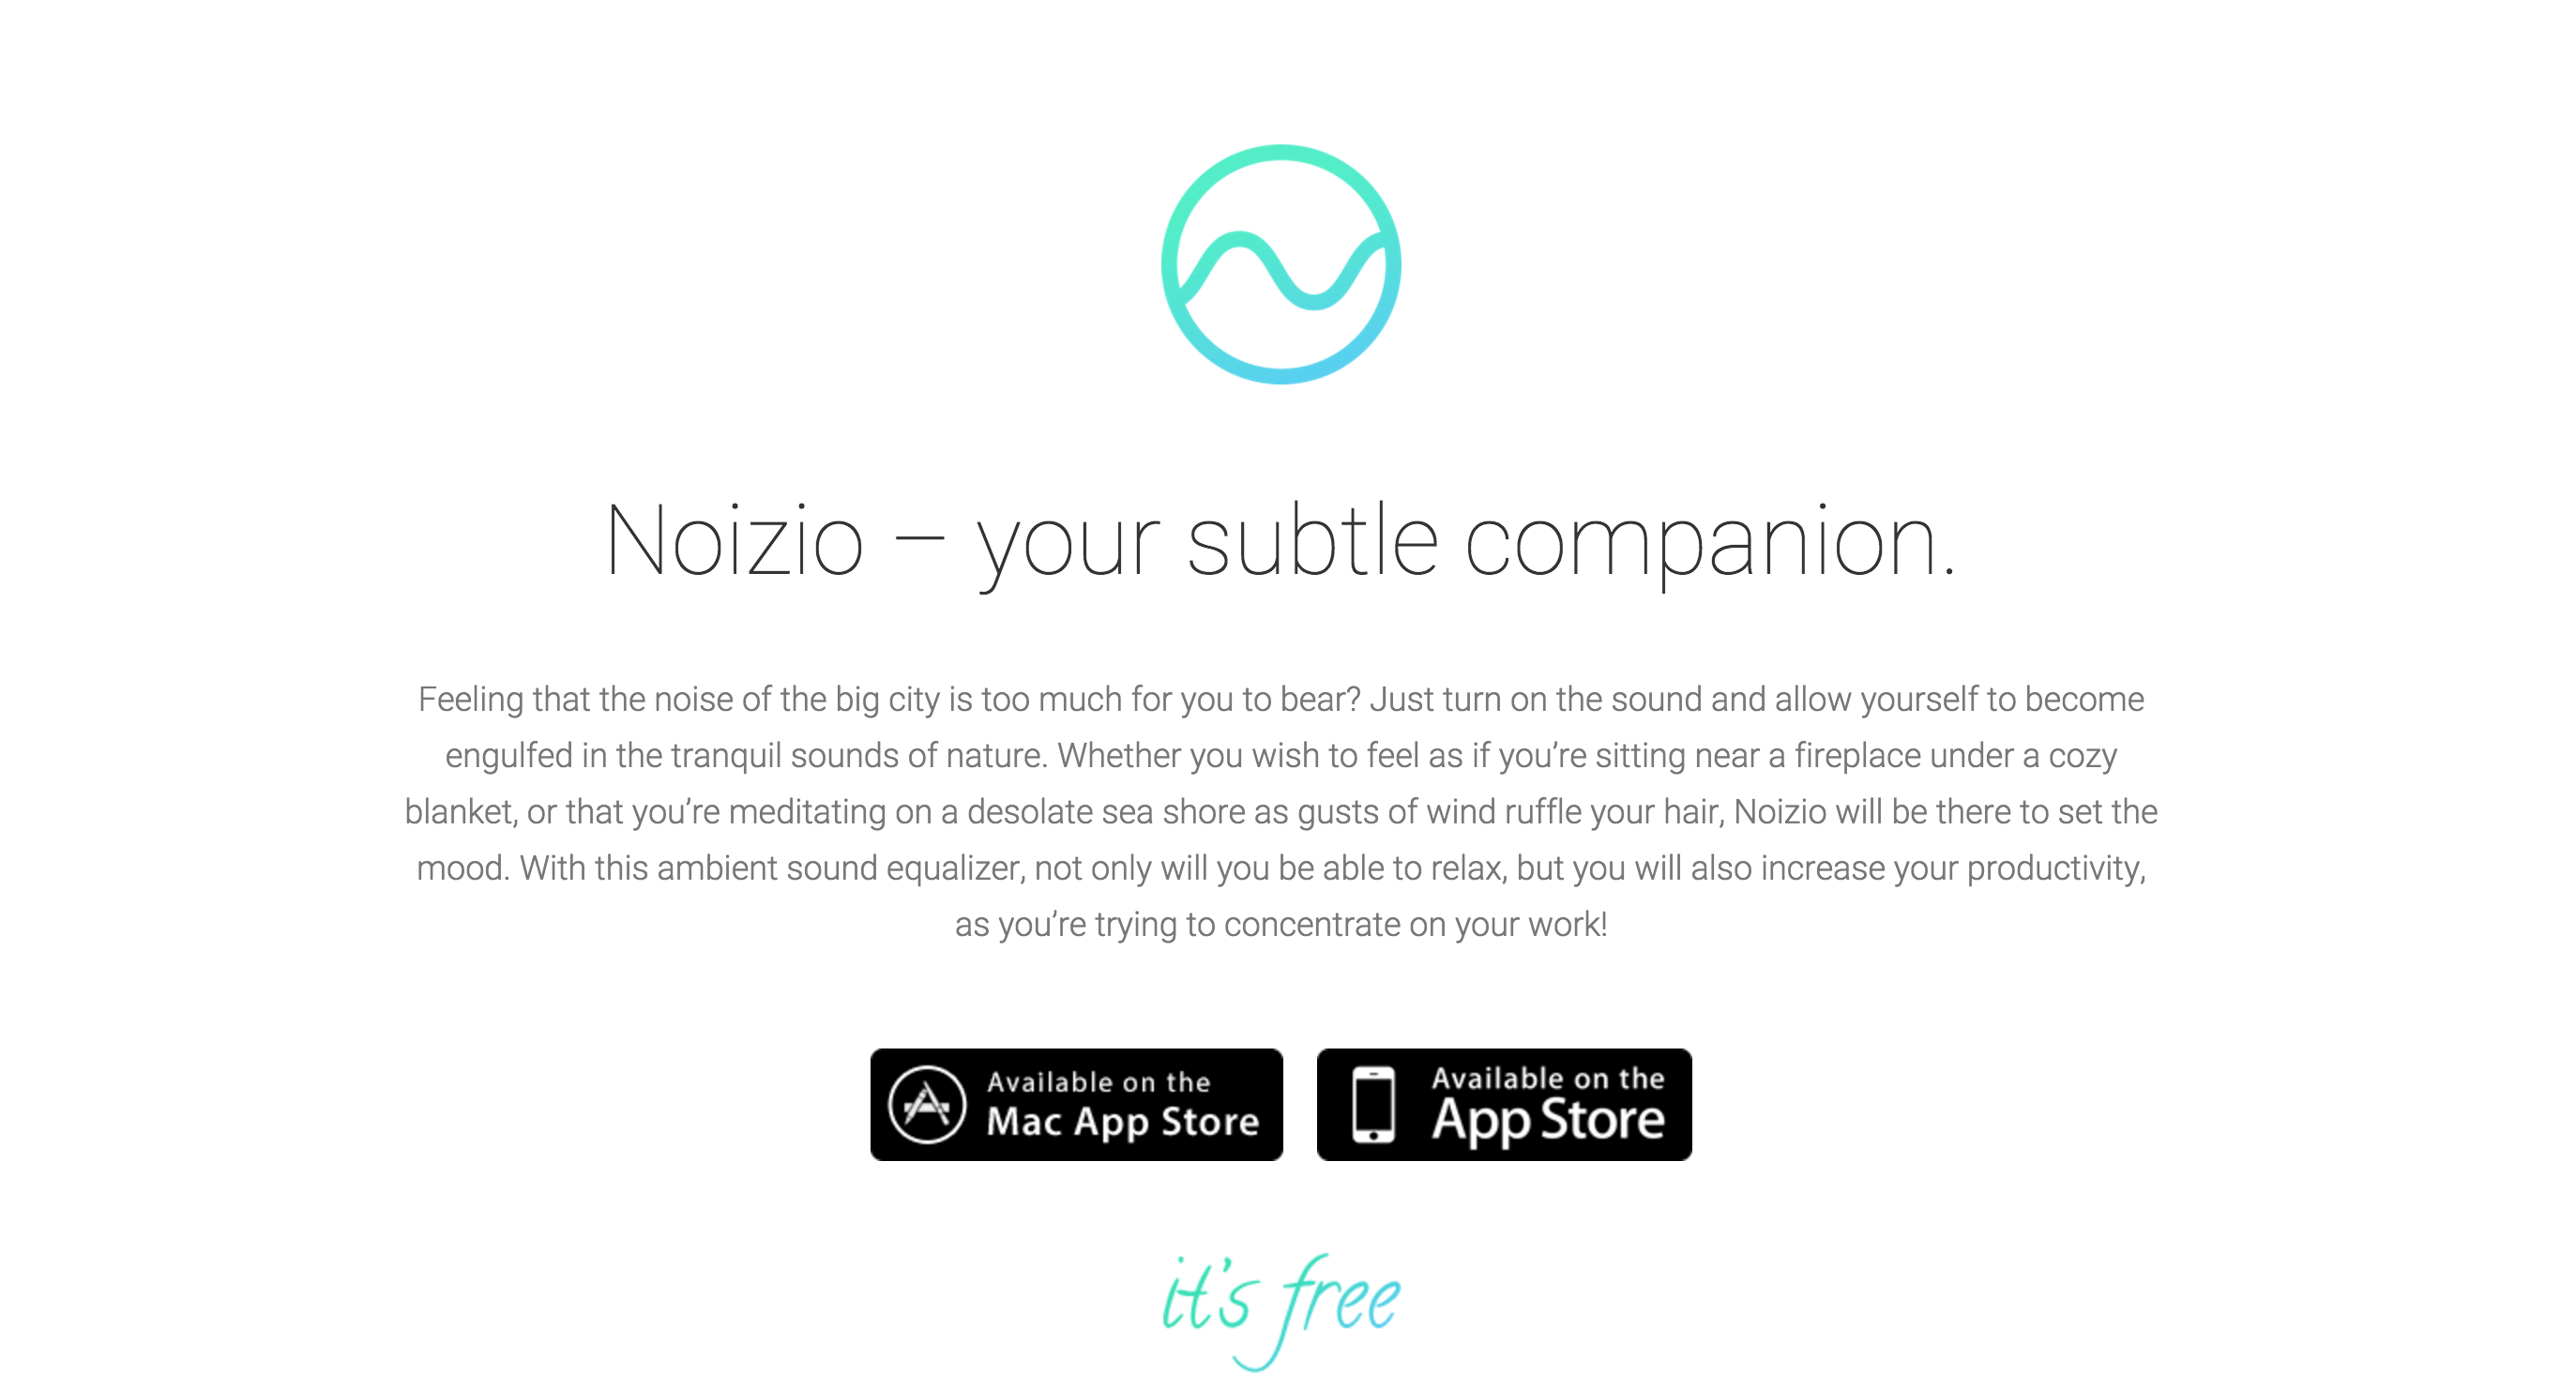 Noizio – your subtle companion.
Feeling that the noise of the big city is too much for you to bear? Just turn on the sound and allow yourself to become
engulfed in the tranquil sounds of nature. Whether you wish to feel as if you’re sitting near a fireplace under a cozy
blanket, or that you’re meditating on a desolate sea shore as gusts of wind ruffle your hair, Noizio will be there to set the
mood. With this ambient sound equalizer, not only will you be able to relax, but you will also increase your productivity,
as you’re trying to concentrate on your work!
Available on the
Mac App Store
Available on the
App Store
it’s free